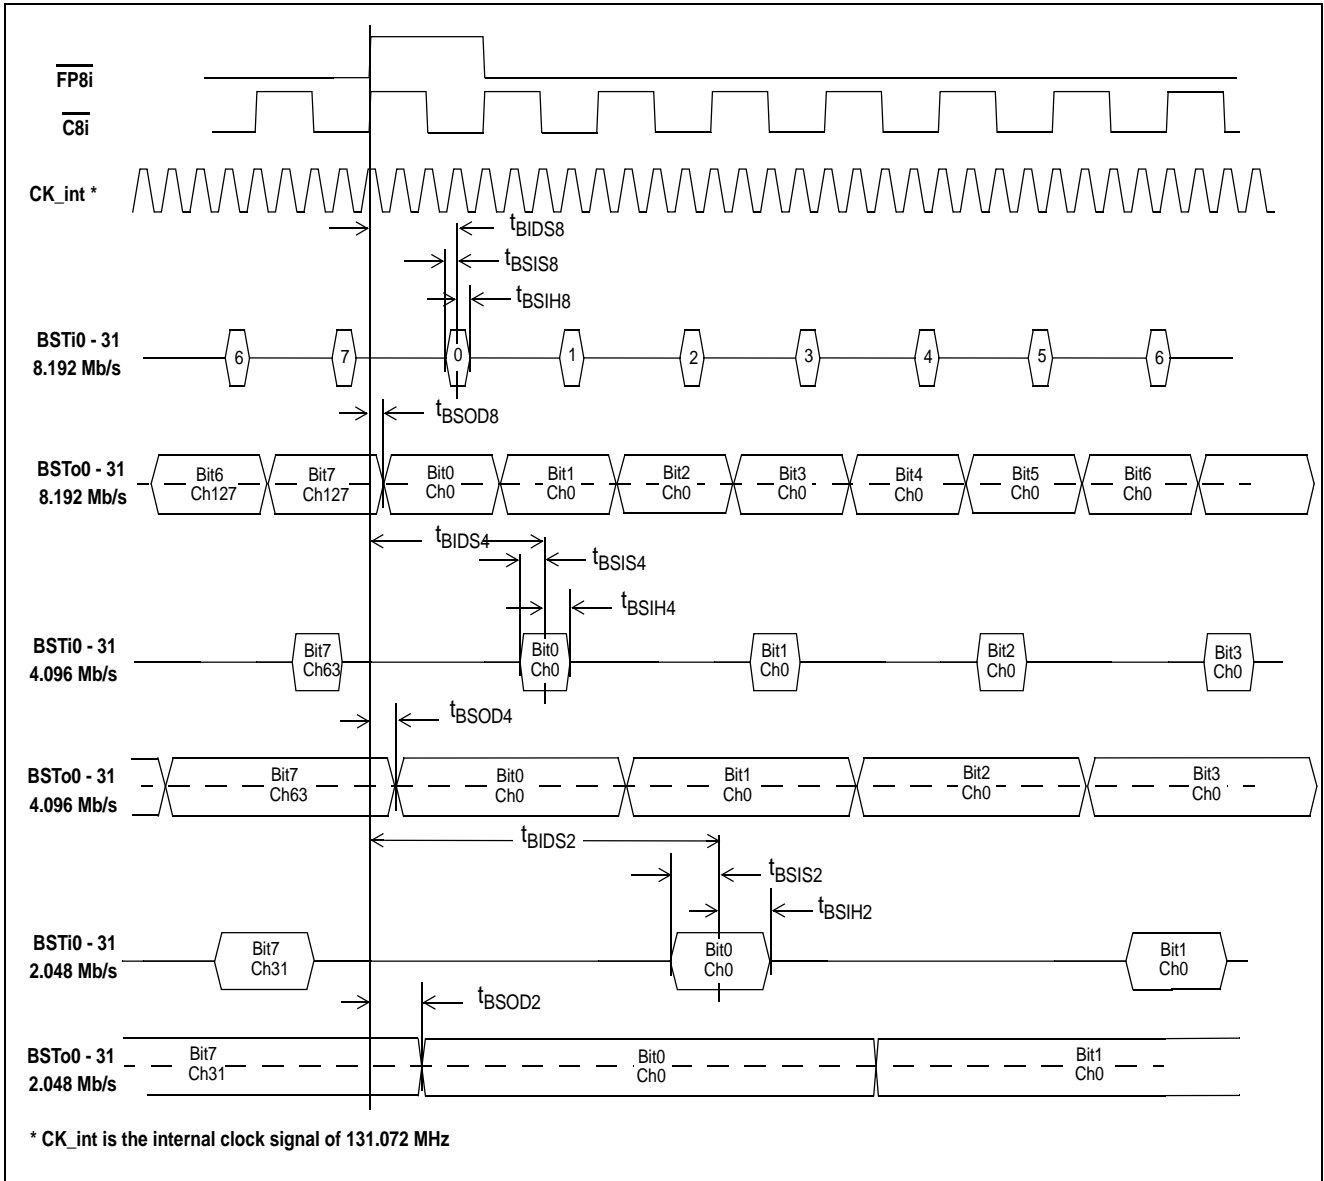 FP8i
C8i
CK_int *
tBIDS8
tBSIS8
tBSIH8
BSTi0 - 31
8.192 Mb/s
6 7 0 1 2 3 4 5 6
tBSOD8
BSTo0 - 31
8.192 Mb/s
Bit6 Bit7 Bit0 Bit1 Bit2 Bit3 Bit4 Bit5 Bit6
Ch127 Ch127 Ch0 Ch0 Ch0 Ch0 Ch0 Ch0 Ch0
tBIDS4
tBSIS4
tBSIH4
BSTi0 - 31
4.096 Mb/s
Bit7 Bit0 Bit1 Bit2 Bit3
Ch63 Ch0 Ch0 Ch0 Ch0
tBSOD4
BSTo0 - 31
4.096 Mb/s
Bit7 Bit0 Bit1 Bit2 Bit3
Ch63 Ch0 Ch0 Ch0 Ch0
tBIDS2
tBSIS2
tBSIH2
BSTi0 - 31
2.048 Mb/s
Bit7 Bit0 Bit1
Ch31 Ch0 Ch0
tBSOD2
BSTo0 - 31
2.048 Mb/s
Bit7 Bit0 Bit1
Ch31 Ch0 Ch0
* CK_int is the internal clock signal of 131.072 MHz